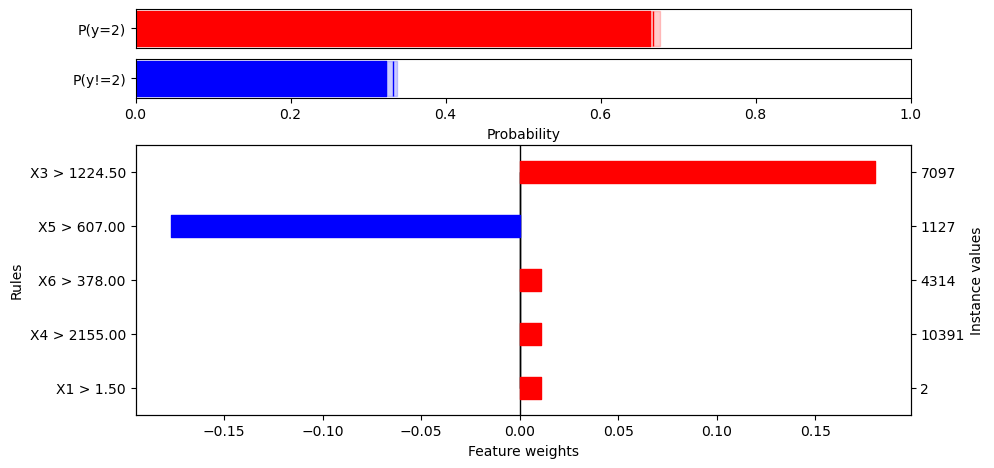 P(y=2)
P(y!=2)
0.0 0.2 0.4 0.6 0.8 1.0
Probability
X3 > 1224.50 7097
X5 > 607.00 1127
X6 > 378.00 4314
X4 > 2155.00 10391
X1 > 1.50 2
Rules
Instance values
−0.15 −0.10 −0.05 0.00 0.05 0.10 0.15
Feature weights